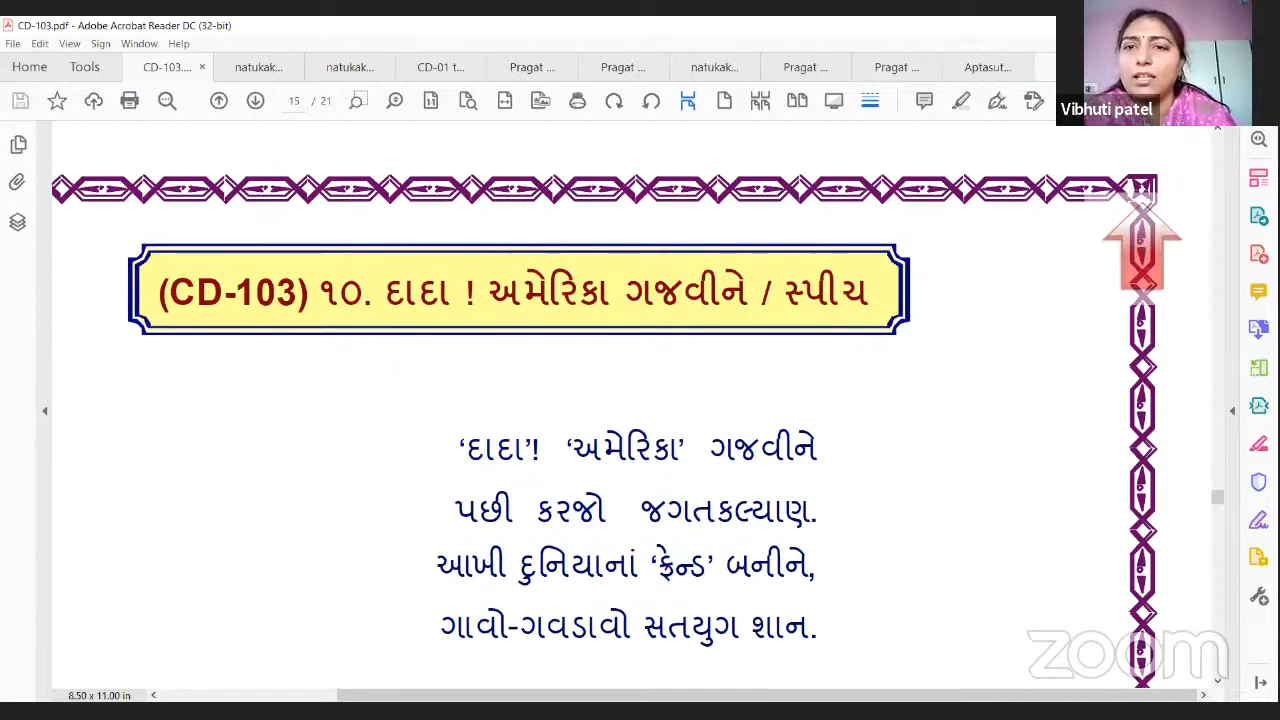 CD-103.pdf - Adobe Acrobat Reader DC (32-bit)
File Edit View Sign Window Help
Home Tools CD-103.... × natukak... natukak... CD-01 ! Pragat ... Pragat ... natukak... Pragat ... Pragat ... Aptasut...
15 / 21
Vibhuti patel
(CD-103) ૧૦. દાદા ! અમેરિકા ગજવીને / સ્પીચ
‘દાદા’! ‘અમેરિકા’ ગજવીને
પછી કરજો જગતકલ્યાણ.
આખી દુનિયાનાં ‘ફ્રેન્ડ’ બનીને,
ગાવો-ગવડાવો સતયુગ શાન.
zoom
8.50 x 11.00 in